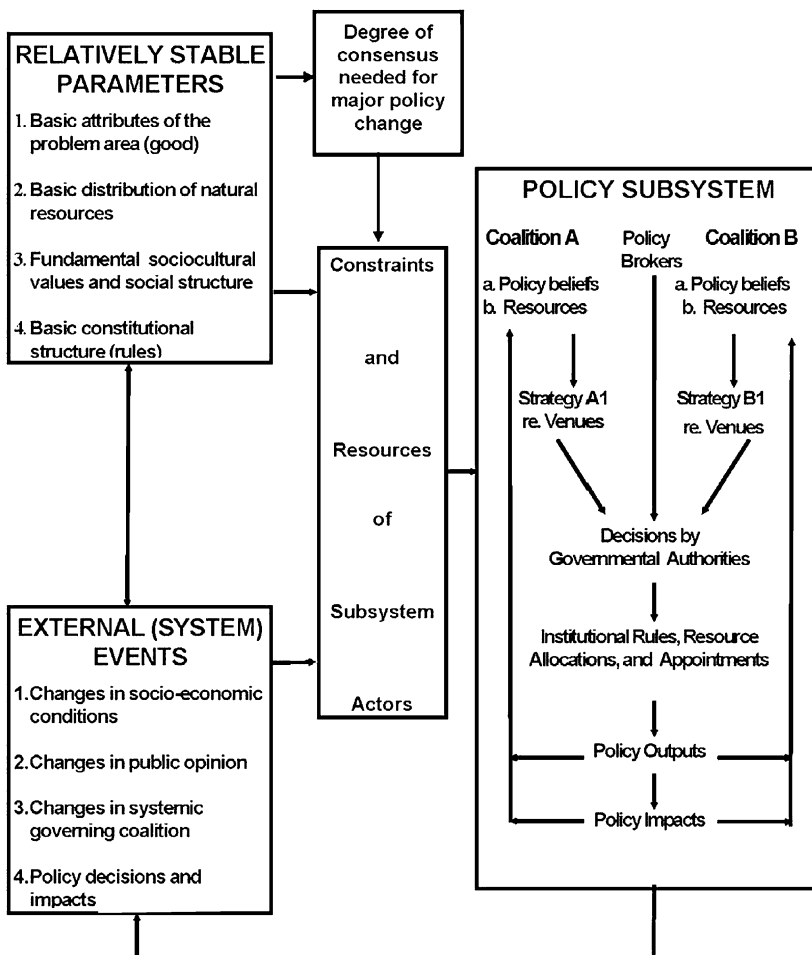 RELATIVELY STABLE
PARAMETERS
1. Basic attributes of the
problem area (good)
2. Basic distribution of natural
resources
3. Fundamental sociocultural
values and social structure
4. Basic constitutional
structure (rules)
Degree of
consensus
needed for
major policy
change
Constraints
and
Resources
of
Subsystem
Actors
EXTERNAL (SYSTEM)
EVENTS
1. Changes in socio-economic
conditions
2. Changes in public opinion
3. Changes in systemic
governing coalition
4. Policy decisions and
impacts
POLICY SUBSYSTEM
Coalition A
a. Policy beliefs
b. Resources
Strategy A1
re. Venues
Policy
Brokers
Coalition B
a. Policy beliefs
b. Resources
Strategy B1
re. Venues
Decisions by
Governmental Authorities
Institutional Rules, Resource
Allocations, and Appointments
Policy Outputs
Policy Impacts